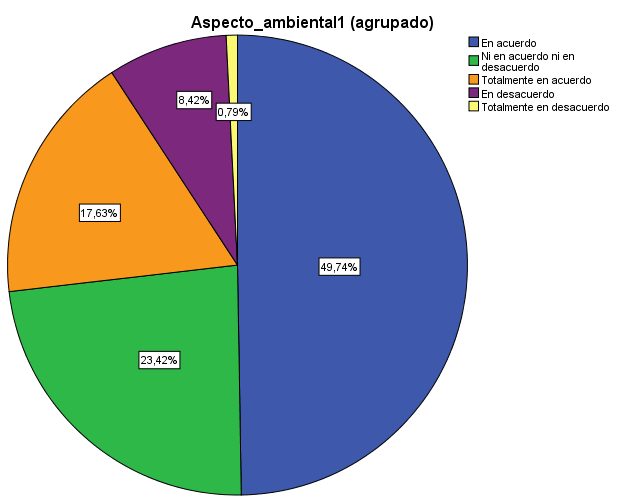 Aspecto_ambiental1 (agrupado)
En acuerdo
Ni en acuerdo ni en
desacuerdo
Totalmente en acuerdo
En desacuerdo
Totalmente en desacuerdo
8,42%
0,79%
17,63%
49,74%
23,42%